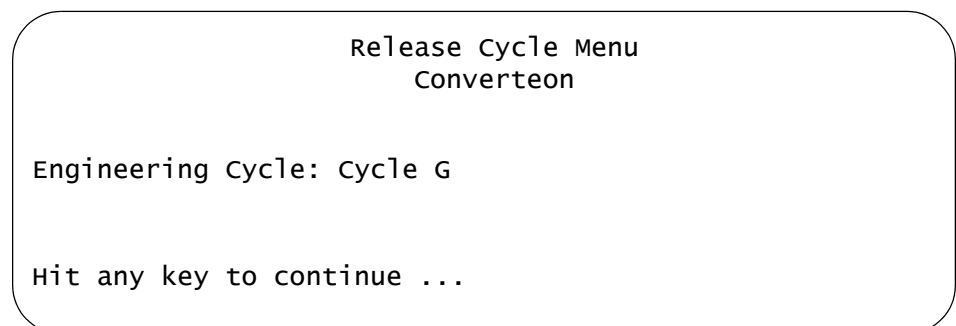 Release Cycle Menu
Converteon
Engineering Cycle: Cycle G
Hit any key to continue ...